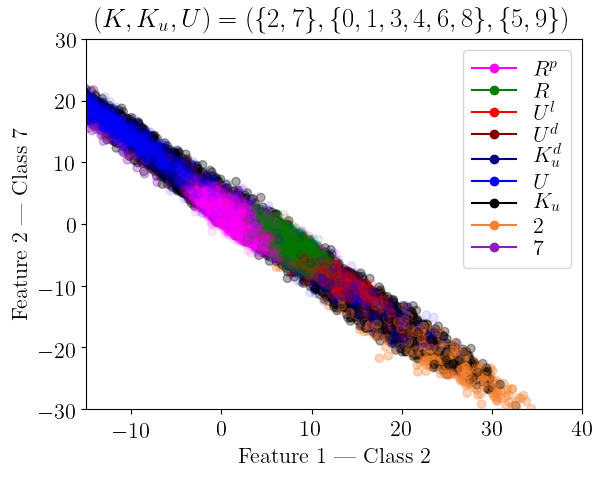 (K, K_u, U) = ({2, 7}, {0, 1, 3, 4, 6, 8}, {5, 9})
30
20
10
0
−10
−20
−30
Feature 2 — Class 7
R^p
R
U^l
U^d
K_u^d
U
K_u
2
7
−10
0
10
20
30
40
Feature 1 — Class 2